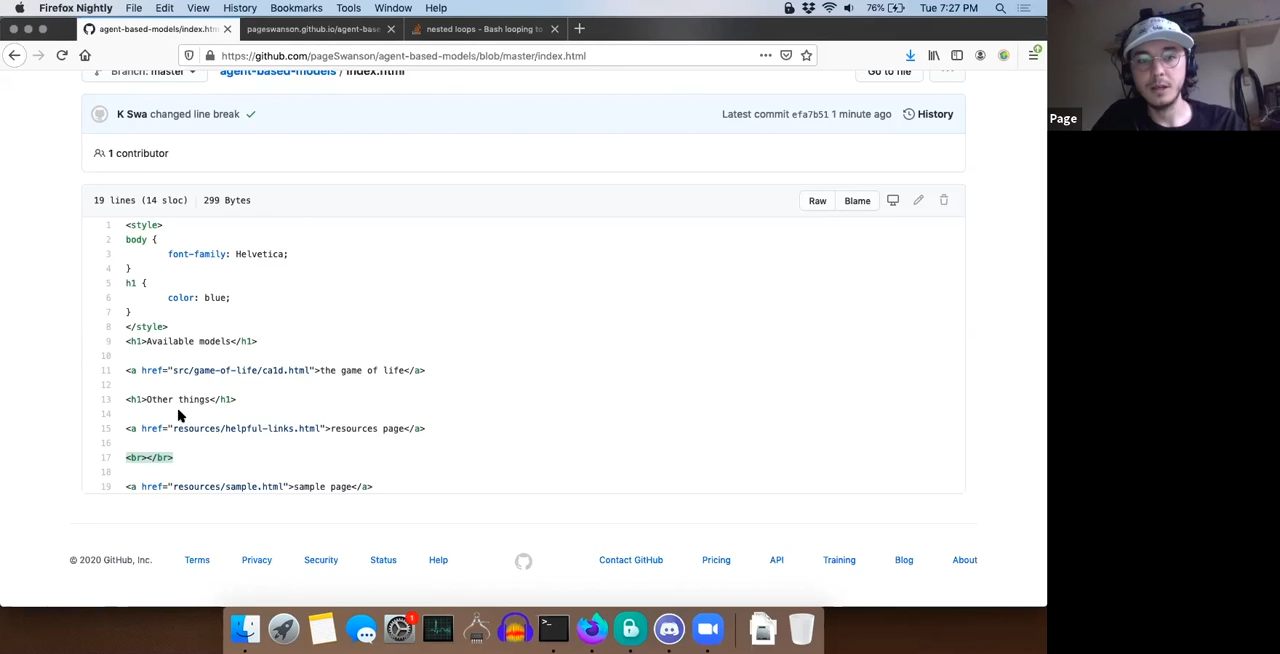 Firefox Nightly File Edit View History Bookmarks Tools Window Help 76% Tue 7:27 PM
agent-based-models/index.htm pageswanson.github.io/agent-base nested loops - Bash looping to
https://github.com/pageSwanson/agent-based-models/blob/master/index.html
Branch: master agent-based-models / index.html Go to file
K Swa changed line break Latest commit efa7b51 1 minute ago History
1 contributor
19 lines (14 sloc) 299 Bytes Raw Blame
1 <style>
2 body {
3 font-family: Helvetica;
4 }
5 h1 {
6 color: blue;
7 }
8 </style>
9 <h1>Available models</h1>
10
11 <a href="src/game-of-life/ca1d.html">the game of life</a>
12
13 <h1>Other things</h1>
14
15 <a href="resources/helpful-links.html">resources page</a>
16
17 <br></br>
18
19 <a href="resources/sample.html">sample page</a>
© 2020 GitHub, Inc. Terms Privacy Security Status Help Contact GitHub Pricing API Training Blog About
1
Page